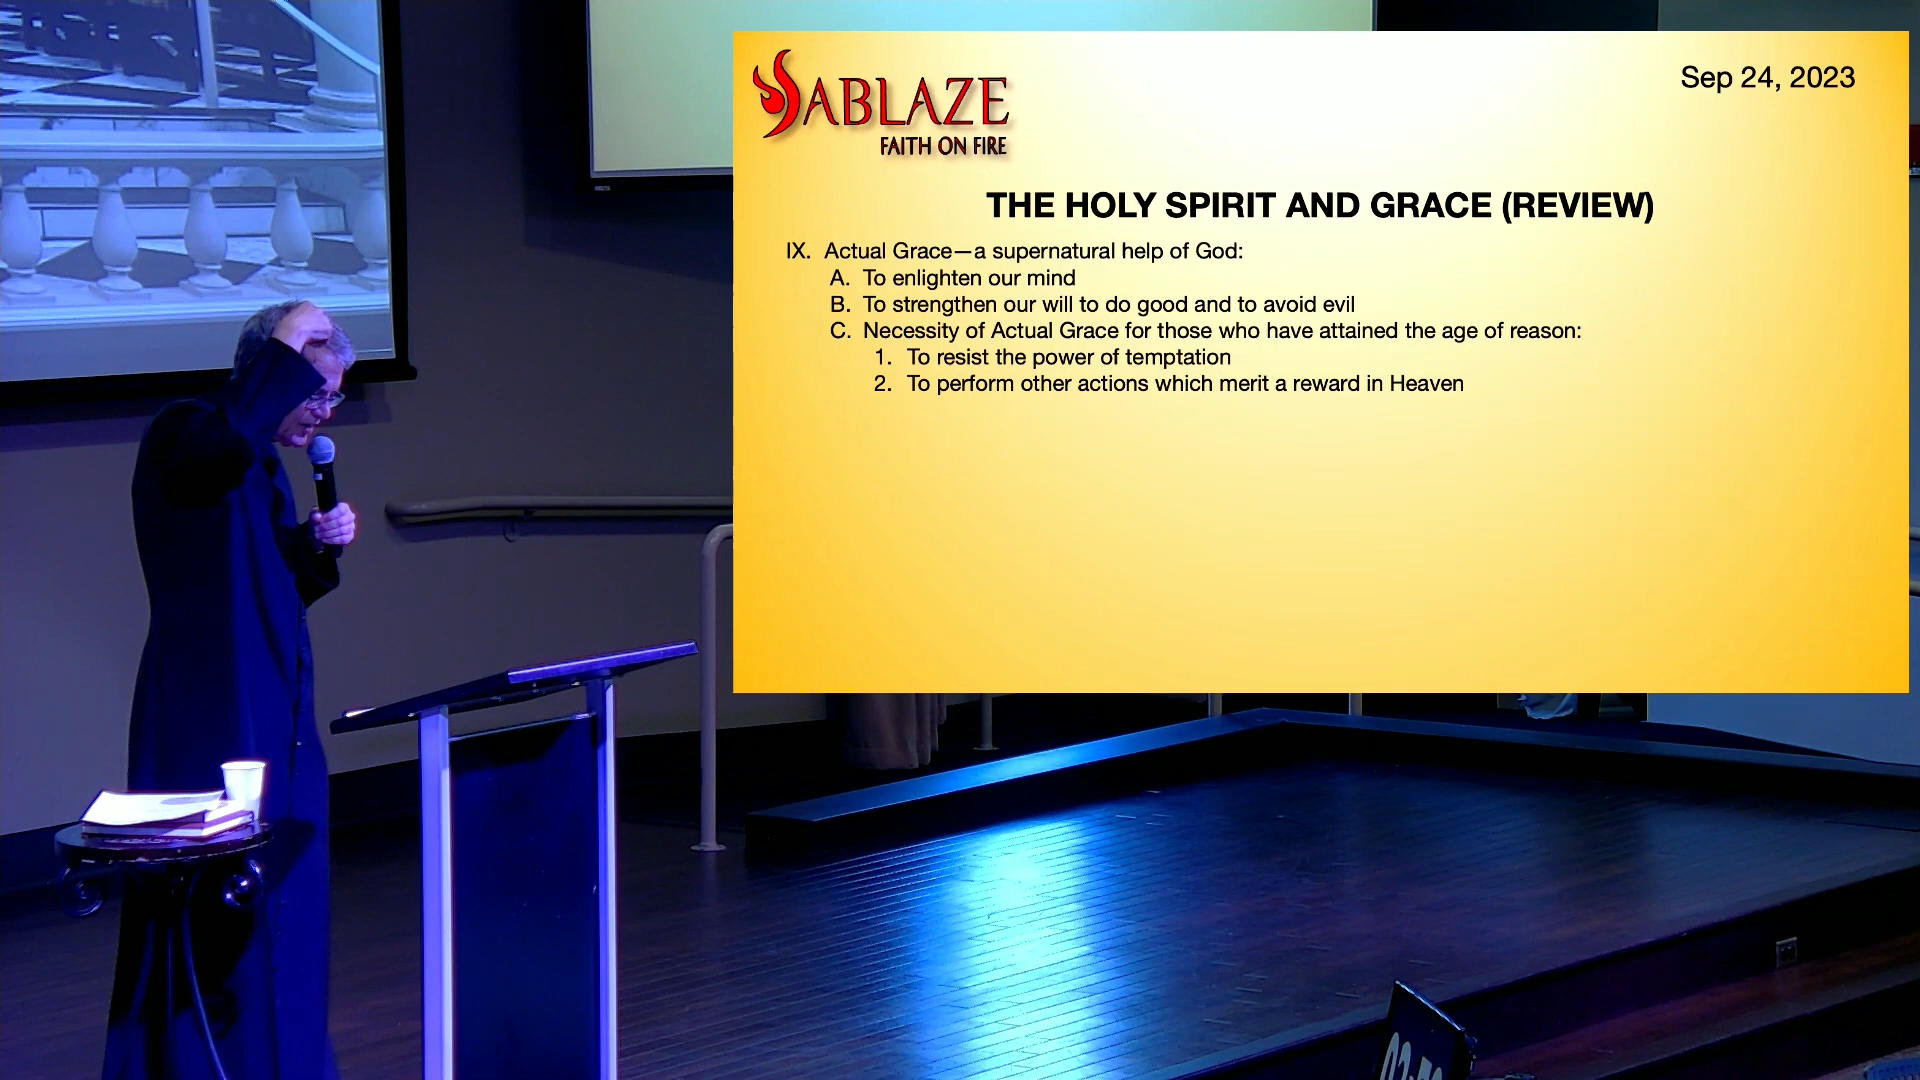 ABLAZE
FAITH ON FIRE
Sep 24, 2023
THE HOLY SPIRIT AND GRACE (REVIEW)
IX. Actual Grace—a supernatural help of God:
A. To enlighten our mind
B. To strengthen our will to do good and to avoid evil
C. Necessity of Actual Grace for those who have attained the age of reason:
1. To resist the power of temptation
2. To perform other actions which merit a reward in Heaven